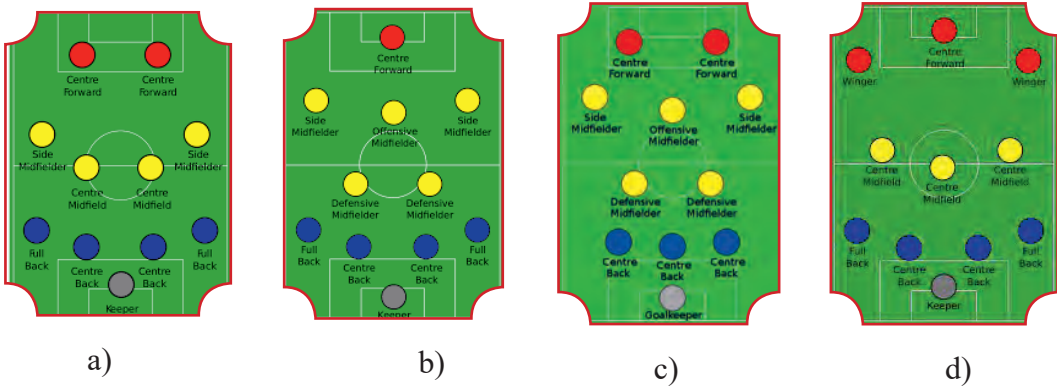 Centre Forward
Centre Forward
Side Midfielder
Side Midfielder
Centre Midfield
Centre Midfield
Full Back
Centre Back
Centre Back
Full Back
Keeper
a)
Centre Forward
Side Midfielder
Offensive Midfielder
Side Midfielder
Defensive Midfielder
Defensive Midfielder
Full Back
Centre Back
Centre Back
Full Back
Keeper
b)
Centre Forward
Centre Forward
Side Midfielder
Offensive Midfielder
Side Midfielder
Defensive Midfielder
Defensive Midfielder
Centre Back
Centre Back
Centre Back
Goalkeeper
c)
Centre Forward
Winger
Winger
Centre Midfield
Centre Midfield
Centre Midfield
Full Back
Centre Back
Centre Back
Full Back
Keeper
d)